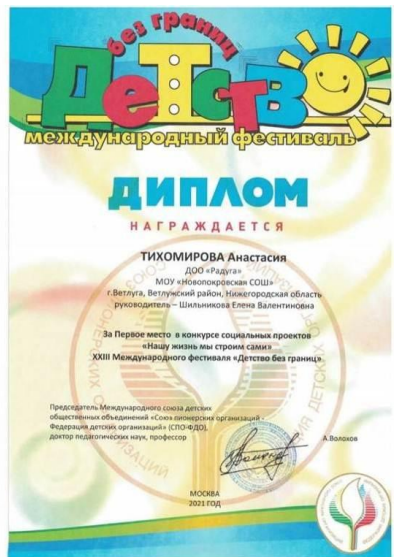 без границ
Детство
международный фестиваль
ДИПЛОМ
НАГРАЖДАЕТСЯ
ТИХОМИРОВА Анастасия
ДОО «Радуга»
МОУ «Новопокровская СОШ»
г.Ветлуга, Ветлужский район, Нижегородская область
руководитель – Шильникова Елена Валентиновна
За Первое место в конкурсе социальных проектов
«Нашу жизнь мы строим сами»
XXIII Международного фестиваля «Детство без границ»
Председатель Международного союза детских
общественных объединений «Союз пионерских организаций -
Федерация детских организаций» (СПО-ФДО),
доктор педагогических наук, профессор
А.Волохов
МОСКВА
2021 ГОД